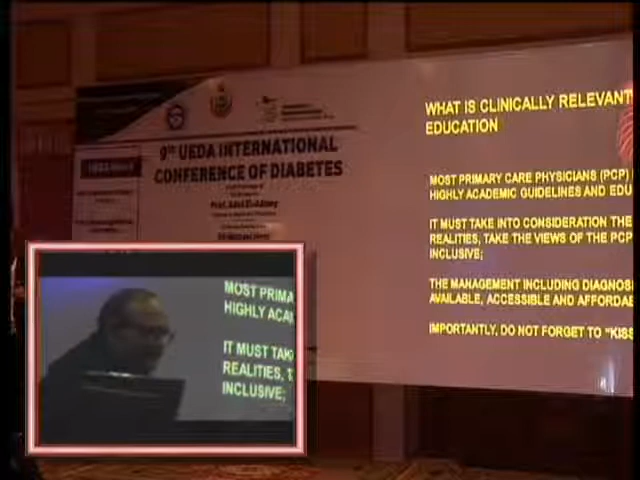 9th UEDA INTERNATIONAL
CONFERENCE OF DIABETES
WHAT IS CLINICALLY RELEVANT
EDUCATION
MOST PRIMARY CARE PHYSICIANS (PCP)
HIGHLY ACADEMIC GUIDELINES AND EDU
IT MUST TAKE INTO CONSIDERATION THE
REALITIES, TAKE THE VIEWS OF THE PCP
INCLUSIVE;
THE MANAGEMENT INCLUDING DIAGNOS
AVAILABLE, ACCESSIBLE AND AFFORDA
IMPORTANTLY, DO NOT FORGET TO "KISS
MOST PRIMA
HIGHLY ACA
IT MUST TAK
REALITIES,
INCLUSIVE;